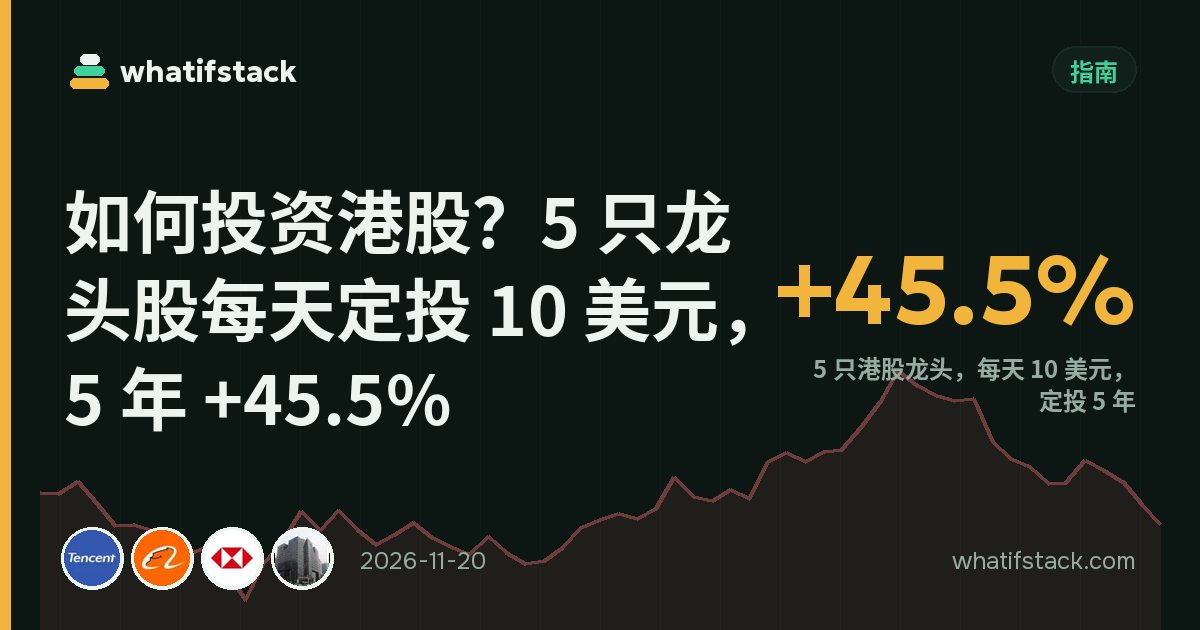 whatifstack
指南
如何投资港股？5 只龙
头股每天定投 10 美元，
5 年 +45.5%
+45.5%
5 只港股龙头，每天 10 美元，
定投 5 年
Tencent
2026-11-20
whatifstack.com